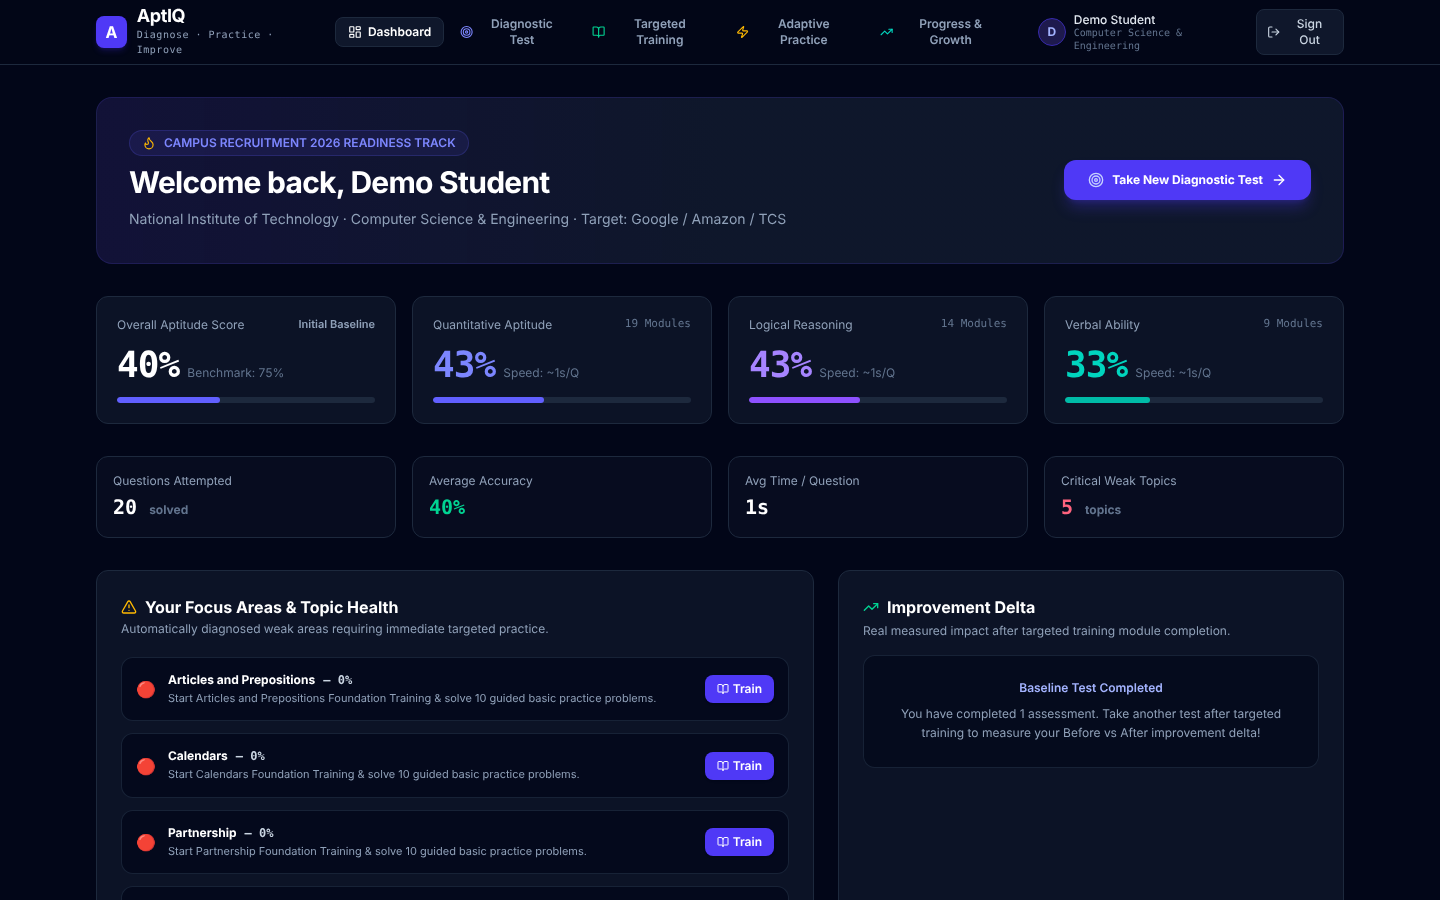 A
AptIQ
Diagnose · Practice ·
Improve
Dashboard
Diagnostic
Test
Targeted
Training
Adaptive
Practice
Progress &
Growth
D
Demo Student
Computer Science &
Engineering
Sign
Out
CAMPUS RECRUITMENT 2026 READINESS TRACK
Welcome back, Demo Student
National Institute of Technology · Computer Science & Engineering · Target: Google / Amazon / TCS
Take New Diagnostic Test
Overall Aptitude Score
Initial Baseline
40% Benchmark: 75%
Quantitative Aptitude
19 Modules
43% Speed: ~1s/Q
Logical Reasoning
14 Modules
43% Speed: ~1s/Q
Verbal Ability
9 Modules
33% Speed: ~1s/Q
Questions Attempted
20 solved
Average Accuracy
40%
Avg Time / Question
1s
Critical Weak Topics
5 topics
Your Focus Areas & Topic Health
Automatically diagnosed weak areas requiring immediate targeted practice.
Articles and Prepositions — 0%
Start Articles and Prepositions Foundation Training & solve 10 guided basic practice problems.
Train
Calendars — 0%
Start Calendars Foundation Training & solve 10 guided basic practice problems.
Train
Partnership — 0%
Start Partnership Foundation Training & solve 10 guided basic practice problems.
Train
Improvement Delta
Real measured impact after targeted training module completion.
Baseline Test Completed
You have completed 1 assessment. Take another test after targeted
training to measure your Before vs After improvement delta!